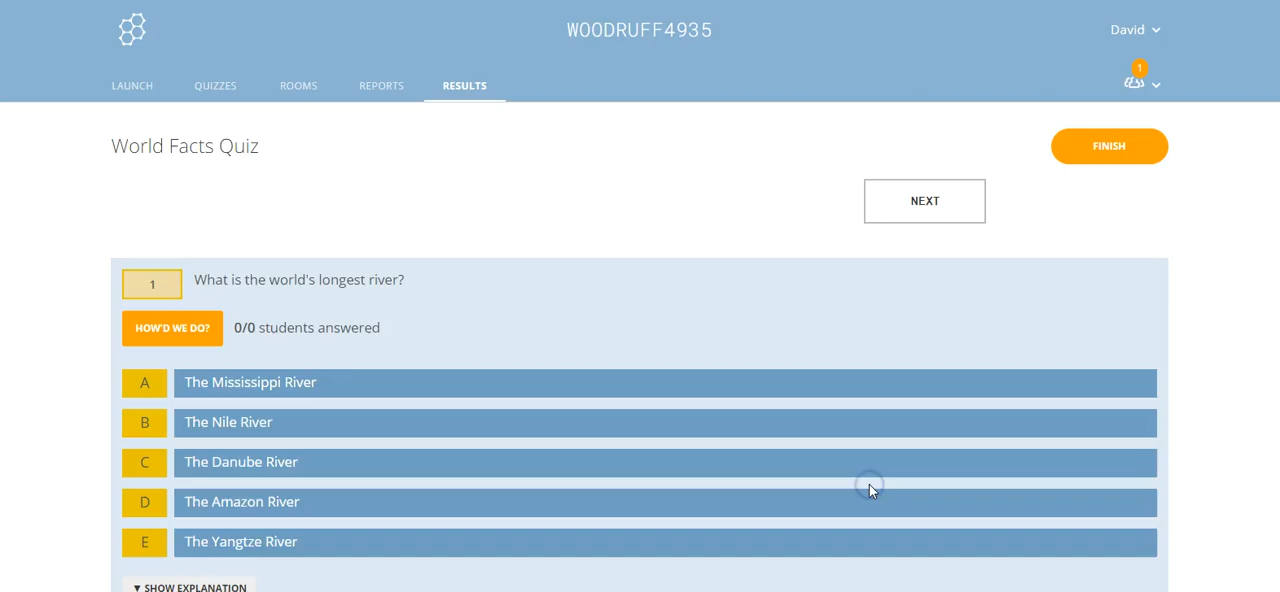 WOODRUFF4935
David
1
LAUNCH
QUIZZES
ROOMS
REPORTS
RESULTS
World Facts Quiz
FINISH
NEXT
1
What is the world's longest river?
HOW'D WE DO?
0/0 students answered
A The Mississippi River
B The Nile River
C The Danube River
D The Amazon River
E The Yangtze River
▼ SHOW EXPLANATION